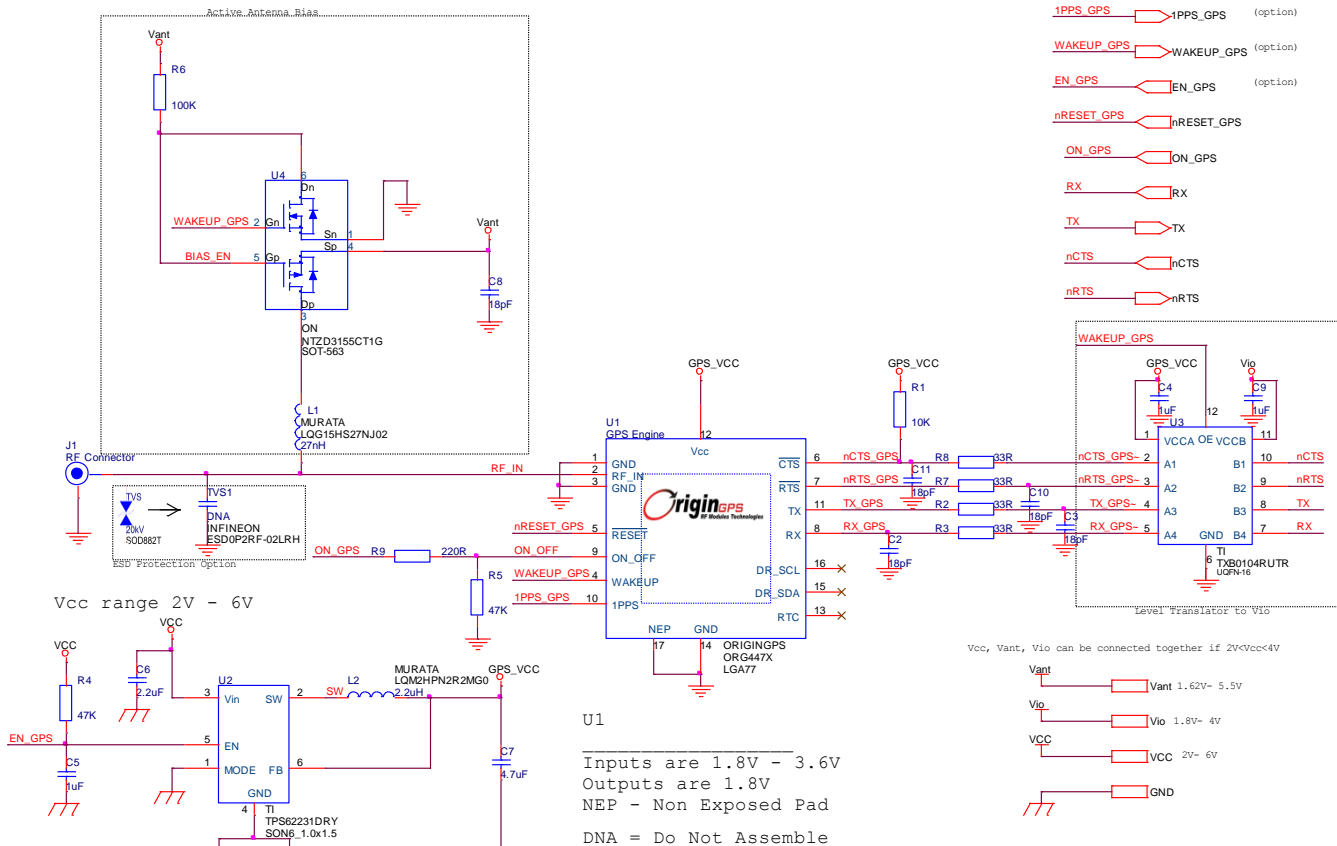 Active Antenna Bias
Vant
R6
100K
U4
6
Dn
WAKEUP_GPS 2 Gn
Sn 1
Sp 4
BIAS_EN 5 Gp
Dp
3
ON
NTZD3155CT1G
SOT-563
Vant
C8
18pF
L1
MURATA
LQG15HS27NJ02
27nH
J1
RF Connector
RF_IN
TVS
20kV
SOD882T
TVS1
DNA
INFINEON
ESD0P2RF-02LRH
ESD Protection Option
1PPS_GPS 1PPS_GPS (option)
WAKEUP_GPS WAKEUP_GPS (option)
EN_GPS EN_GPS (option)
nRESET_GPS nRESET_GPS
ON_GPS ON_GPS
RX RX
TX TX
nCTS nCTS
nRTS nRTS
GPS_VCC
U1
GPS Engine
12
Vcc
1 GND
2 RF_IN
3 GND
nRESET_GPS 5 RESET
ON_GPS R9 220R ON_OFF 9 ON_OFF
R5
47K
WAKEUP_GPS 4 WAKEUP
1PPS_GPS 10 1PPS
OriginGPS
RF Modules Technologies
CTS 6 nCTS_GPS
RTS 7 nRTS_GPS
TX 11 TX_GPS
RX 8 RX_GPS
DR_SCL 16
DR_SDA 15
RTC 13
NEP GND
17 14
ORIGINGPS
ORG447X
LGA77
GPS_VCC
R1
10K
R8 33R nCTS_GPS~
R7 33R nRTS_GPS~
R2 33R TX_GPS~
R3 33R RX_GPS~
C11
18pF
C10
18pF
C3
18pF
C2
18pF
WAKEUP_GPS
GPS_VCC Vio
C4
1uF
12
C9
1uF
U3
1 VCCA OE VCCB 11
2 A1 B1 10 nCTS
3 A2 B2 9 nRTS
4 A3 B3 8 TX
5 A4 B4 7 RX
GND
6
TI
TXB0104RUTR
UQFN-16
Level Translator to Vio
Vcc range 2V - 6V
VCC
VCC
R4
47K
C6
2.2uF
U2
3 Vin SW 2 SW
L2
2.2uH
MURATA
LQM2HPN2R2MG0
GPS_VCC
EN_GPS 5 EN
1 MODE FB 6
GND
4
C5
1uF
C7
4.7uF
TI
TPS62231DRY
SON6_1.0x1.5
U1
__________________
Inputs are 1.8V - 3.6V
Outputs are 1.8V
NEP - Non Exposed Pad
DNA = Do Not Assemble
Vcc, Vant, Vio can be connected together if 2V<Vcc<4V
Vant Vant 1.62V- 5.5V
Vio Vio 1.8V- 4V
VCC VCC 2V- 6V
GND